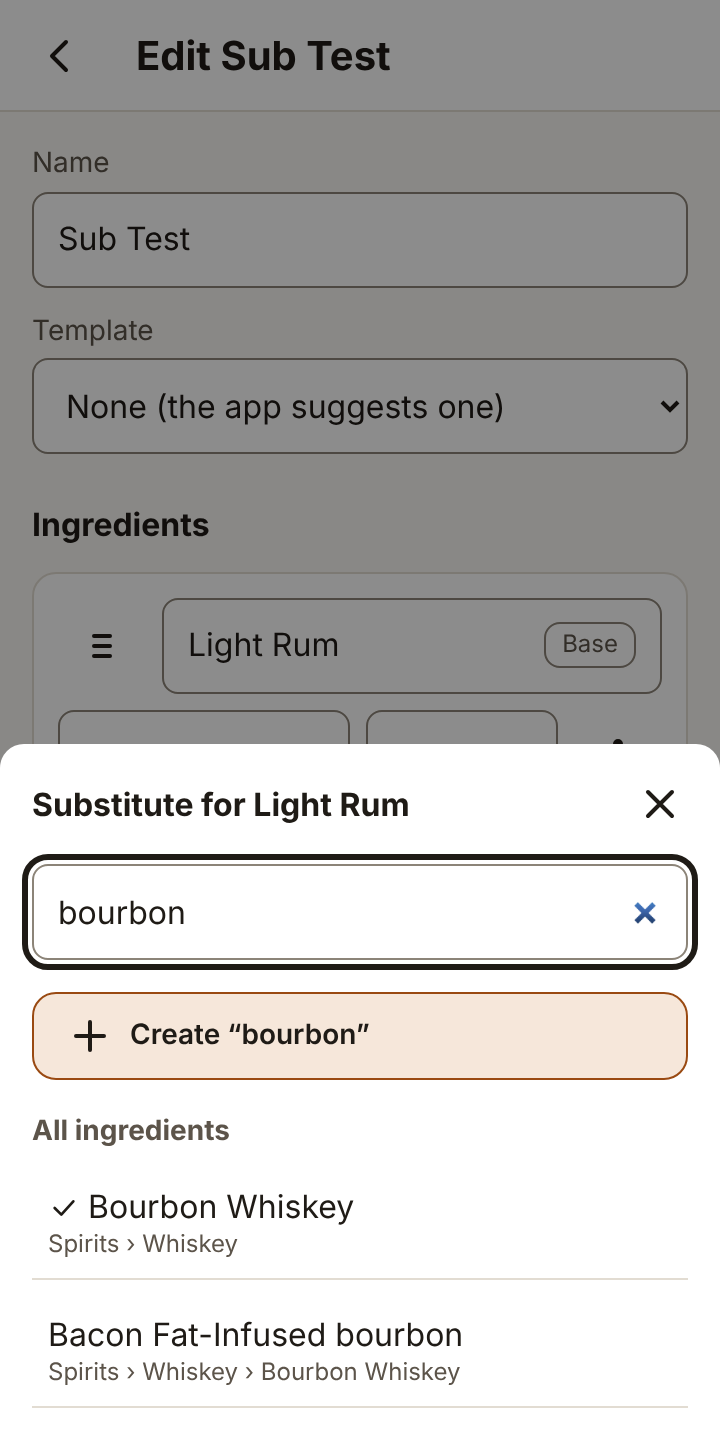 Edit Sub Test
Name
Sub Test
Template
None (the app suggests one)
Ingredients
Light Rum
Base
Substitute for Light Rum
bourbon
Create “bourbon”
All ingredients
Bourbon Whiskey
Spirits › Whiskey
Bacon Fat-Infused bourbon
Spirits › Whiskey › Bourbon Whiskey